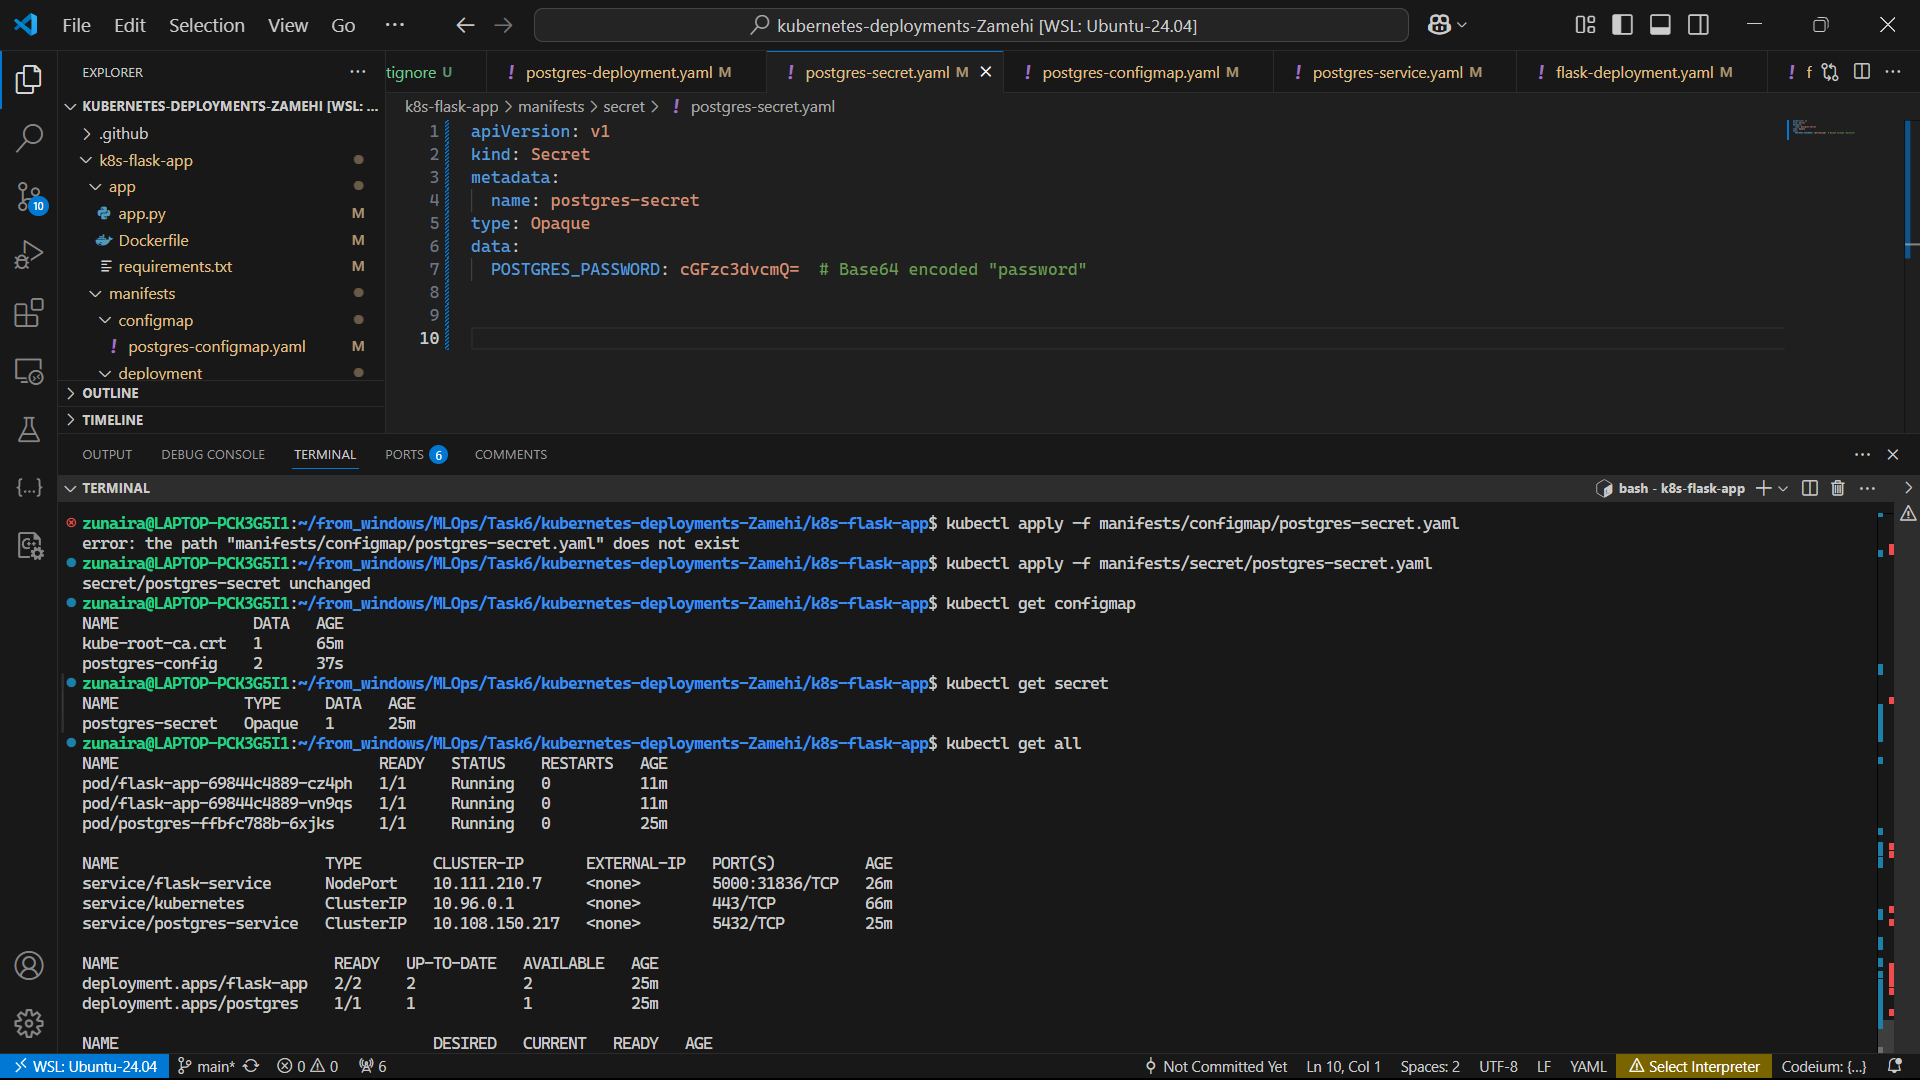 File Edit Selection View Go ··· kubernetes-deployments-Zamehi [WSL: Ubuntu-24.04]
EXPLORER ···
KUBERNETES-DEPLOYMENTS-ZAMEHI [WSL: ...
.github
k8s-flask-app
app
app.py M
Dockerfile M
requirements.txt M
manifests
configmap
! postgres-configmap.yaml M
deployment
OUTLINE
TIMELINE
10
tignore U ! postgres-deployment.yaml M ! postgres-secret.yaml M ! postgres-configmap.yaml M ! postgres-service.yaml M ! flask-deployment.yaml M ! f ···
k8s-flask-app > manifests > secret > ! postgres-secret.yaml
1 apiVersion: v1
2 kind: Secret
3 metadata:
4 name: postgres-secret
5 type: Opaque
6 data:
7 POSTGRES_PASSWORD: cGFzc3dvcmQ= # Base64 encoded "password"
8
9
10
OUTPUT DEBUG CONSOLE TERMINAL PORTS 6 COMMENTS ···
TERMINAL bash - k8s-flask-app ···
zunaira@LAPTOP-PCK3G5I1:~/from_windows/MLOps/Task6/kubernetes-deployments-Zamehi/k8s-flask-app$ kubectl apply -f manifests/configmap/postgres-secret.yaml
error: the path "manifests/configmap/postgres-secret.yaml" does not exist
zunaira@LAPTOP-PCK3G5I1:~/from_windows/MLOps/Task6/kubernetes-deployments-Zamehi/k8s-flask-app$ kubectl apply -f manifests/secret/postgres-secret.yaml
secret/postgres-secret unchanged
zunaira@LAPTOP-PCK3G5I1:~/from_windows/MLOps/Task6/kubernetes-deployments-Zamehi/k8s-flask-app$ kubectl get configmap
NAME DATA AGE
kube-root-ca.crt 1 65m
postgres-config 2 37s
zunaira@LAPTOP-PCK3G5I1:~/from_windows/MLOps/Task6/kubernetes-deployments-Zamehi/k8s-flask-app$ kubectl get secret
NAME TYPE DATA AGE
postgres-secret Opaque 1 25m
zunaira@LAPTOP-PCK3G5I1:~/from_windows/MLOps/Task6/kubernetes-deployments-Zamehi/k8s-flask-app$ kubectl get all
NAME READY STATUS RESTARTS AGE
pod/flask-app-69844c4889-cz4ph 1/1 Running 0 11m
pod/flask-app-69844c4889-vn9qs 1/1 Running 0 11m
pod/postgres-ffbfc788b-6xjks 1/1 Running 0 25m
NAME TYPE CLUSTER-IP EXTERNAL-IP PORT(S) AGE
service/flask-service NodePort 10.111.210.7 <none> 5000:31836/TCP 26m
service/kubernetes ClusterIP 10.96.0.1 <none> 443/TCP 66m
service/postgres-service ClusterIP 10.108.150.217 <none> 5432/TCP 25m
NAME READY UP-TO-DATE AVAILABLE AGE
deployment.apps/flask-app 2/2 2 2 25m
deployment.apps/postgres 1/1 1 1 25m
NAME DESIRED CURRENT READY AGE
WSL: Ubuntu-24.04 main* 0 0 6 Not Committed Yet Ln 10, Col 1 Spaces: 2 UTF-8 LF YAML Select Interpreter Codeium: {...}